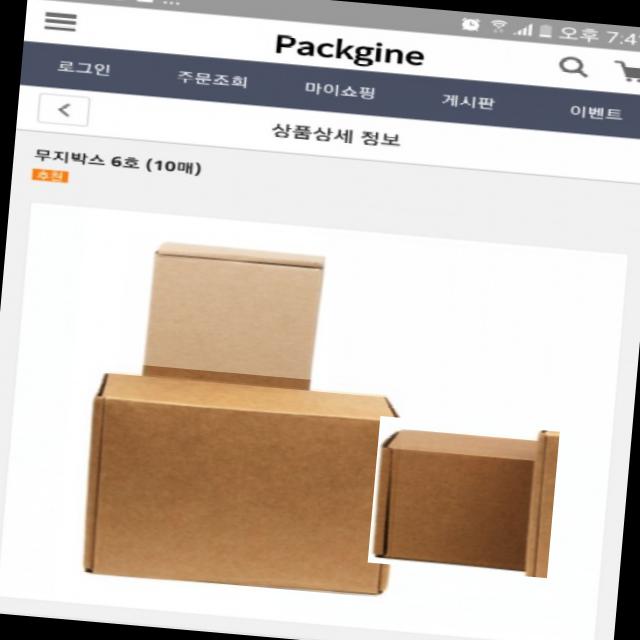 오후 7:4
Packgine
로그인 주문조회 마이쇼핑 게시판 이벤트
상품상세 정보
무지박스 6호 (10매)
추천